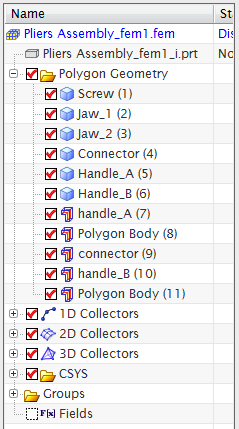 Name Sta
Pliers Assembly_fem1.fem Dis
Pliers Assembly_fem1_i.prt No
Polygon Geometry
Screw (1)
Jaw_1 (2)
Jaw_2 (3)
Connector (4)
Handle_A (5)
Handle_B (6)
handle_A (7)
Polygon Body (8)
connector (9)
handle_B (10)
Polygon Body (11)
1D Collectors
2D Collectors
3D Collectors
CSYS
Groups
F(x) Fields